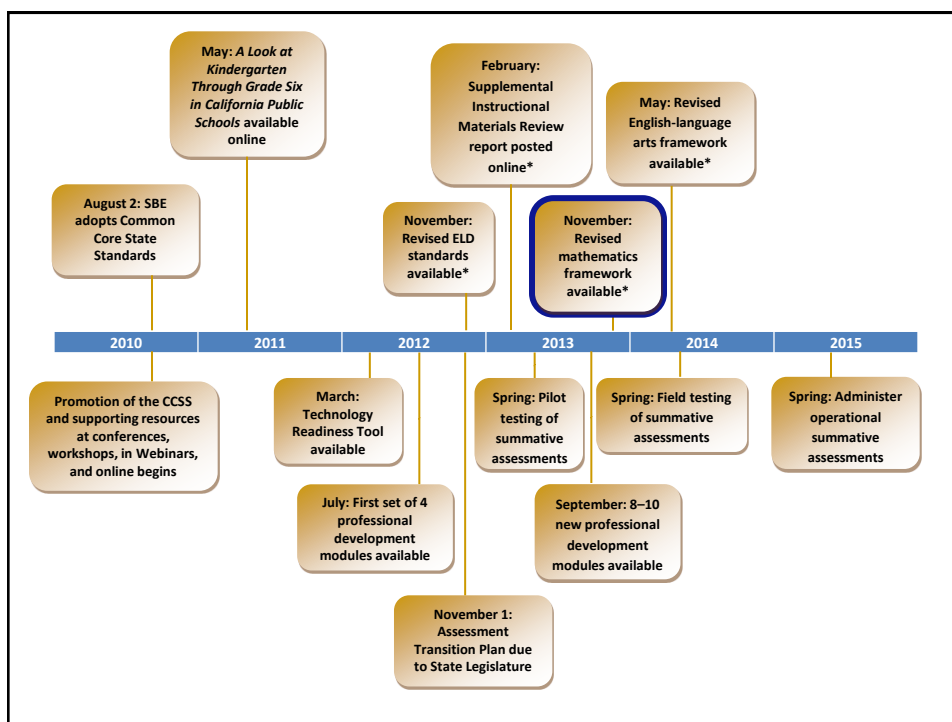 May: A Look at
Kindergarten
Through Grade Six
in California Public
Schools available
online
February:
Supplemental
Instructional
Materials Review
report posted
online*
May: Revised
English-language
arts framework
available*
August 2: SBE
adopts Common
Core State
Standards
November:
Revised ELD
standards
available*
November:
Revised
mathematics
framework
available*
2010
2011
2012
2013
2014
2015
Promotion of the CCSS
and supporting resources
at conferences,
workshops, in Webinars,
and online begins
March:
Technology
Readiness Tool
available
Spring: Pilot
testing of
summative
assessments
Spring: Field testing
of summative
assessments
Spring: Administer
operational
summative
assessments
July: First set of 4
professional
development
modules available
September: 8–10
new professional
development
modules available
November 1:
Assessment
Transition Plan due
to State Legislature